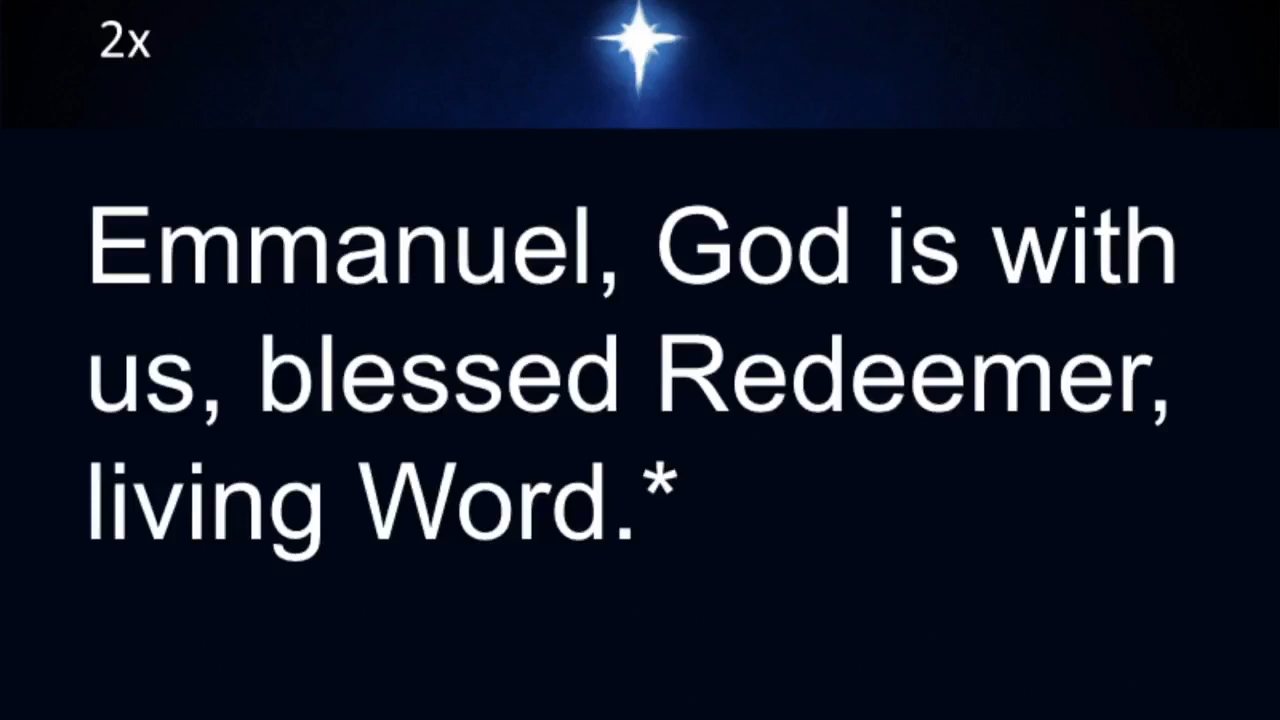 2x
Emmanuel, God is with
us, blessed Redeemer,
living Word.*